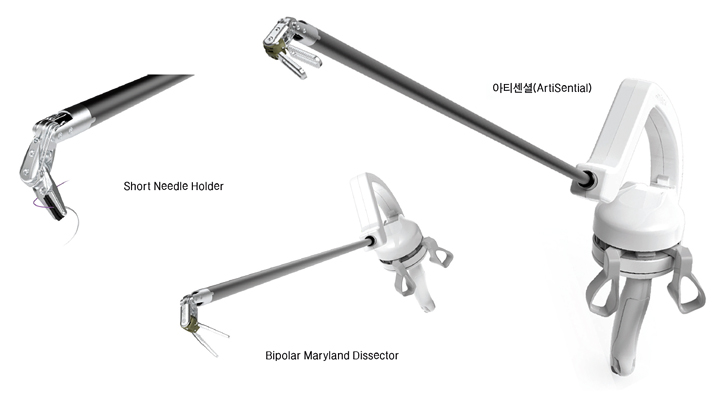 아티센셜(ArtiSential)
Short Needle Holder
Bipolar Maryland Dissector